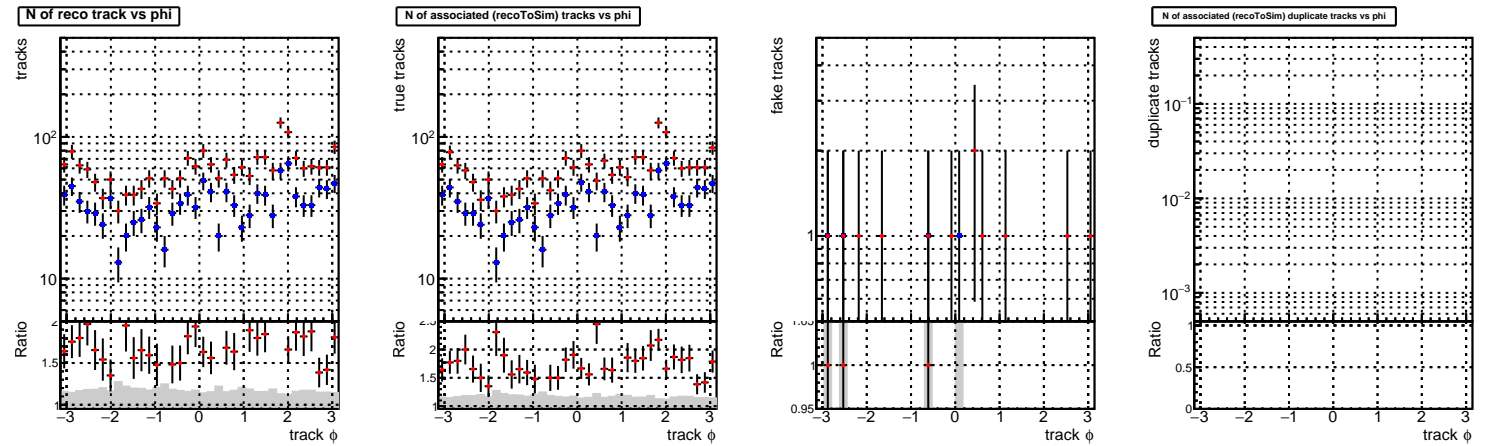 N of reco track vs phi
tracks
10²
10
Ratio
2
1.5
1
−3 −2 −1 0 1 2 3
track ϕ
N of associated (recoToSim) tracks vs phi
true tracks
10²
10
Ratio
2.5
2
1.5
1
−3 −2 −1 0 1 2 3
track ϕ
fake tracks
1
Ratio
1.05
1
0.95
−3 −2 −1 0 1 2 3
track ϕ
N of associated (recoToSim) duplicate tracks vs phi
duplicate tracks
10⁻¹
10⁻²
10⁻³
Ratio
1
0.5
0
−3 −2 −1 0 1 2 3
track ϕ